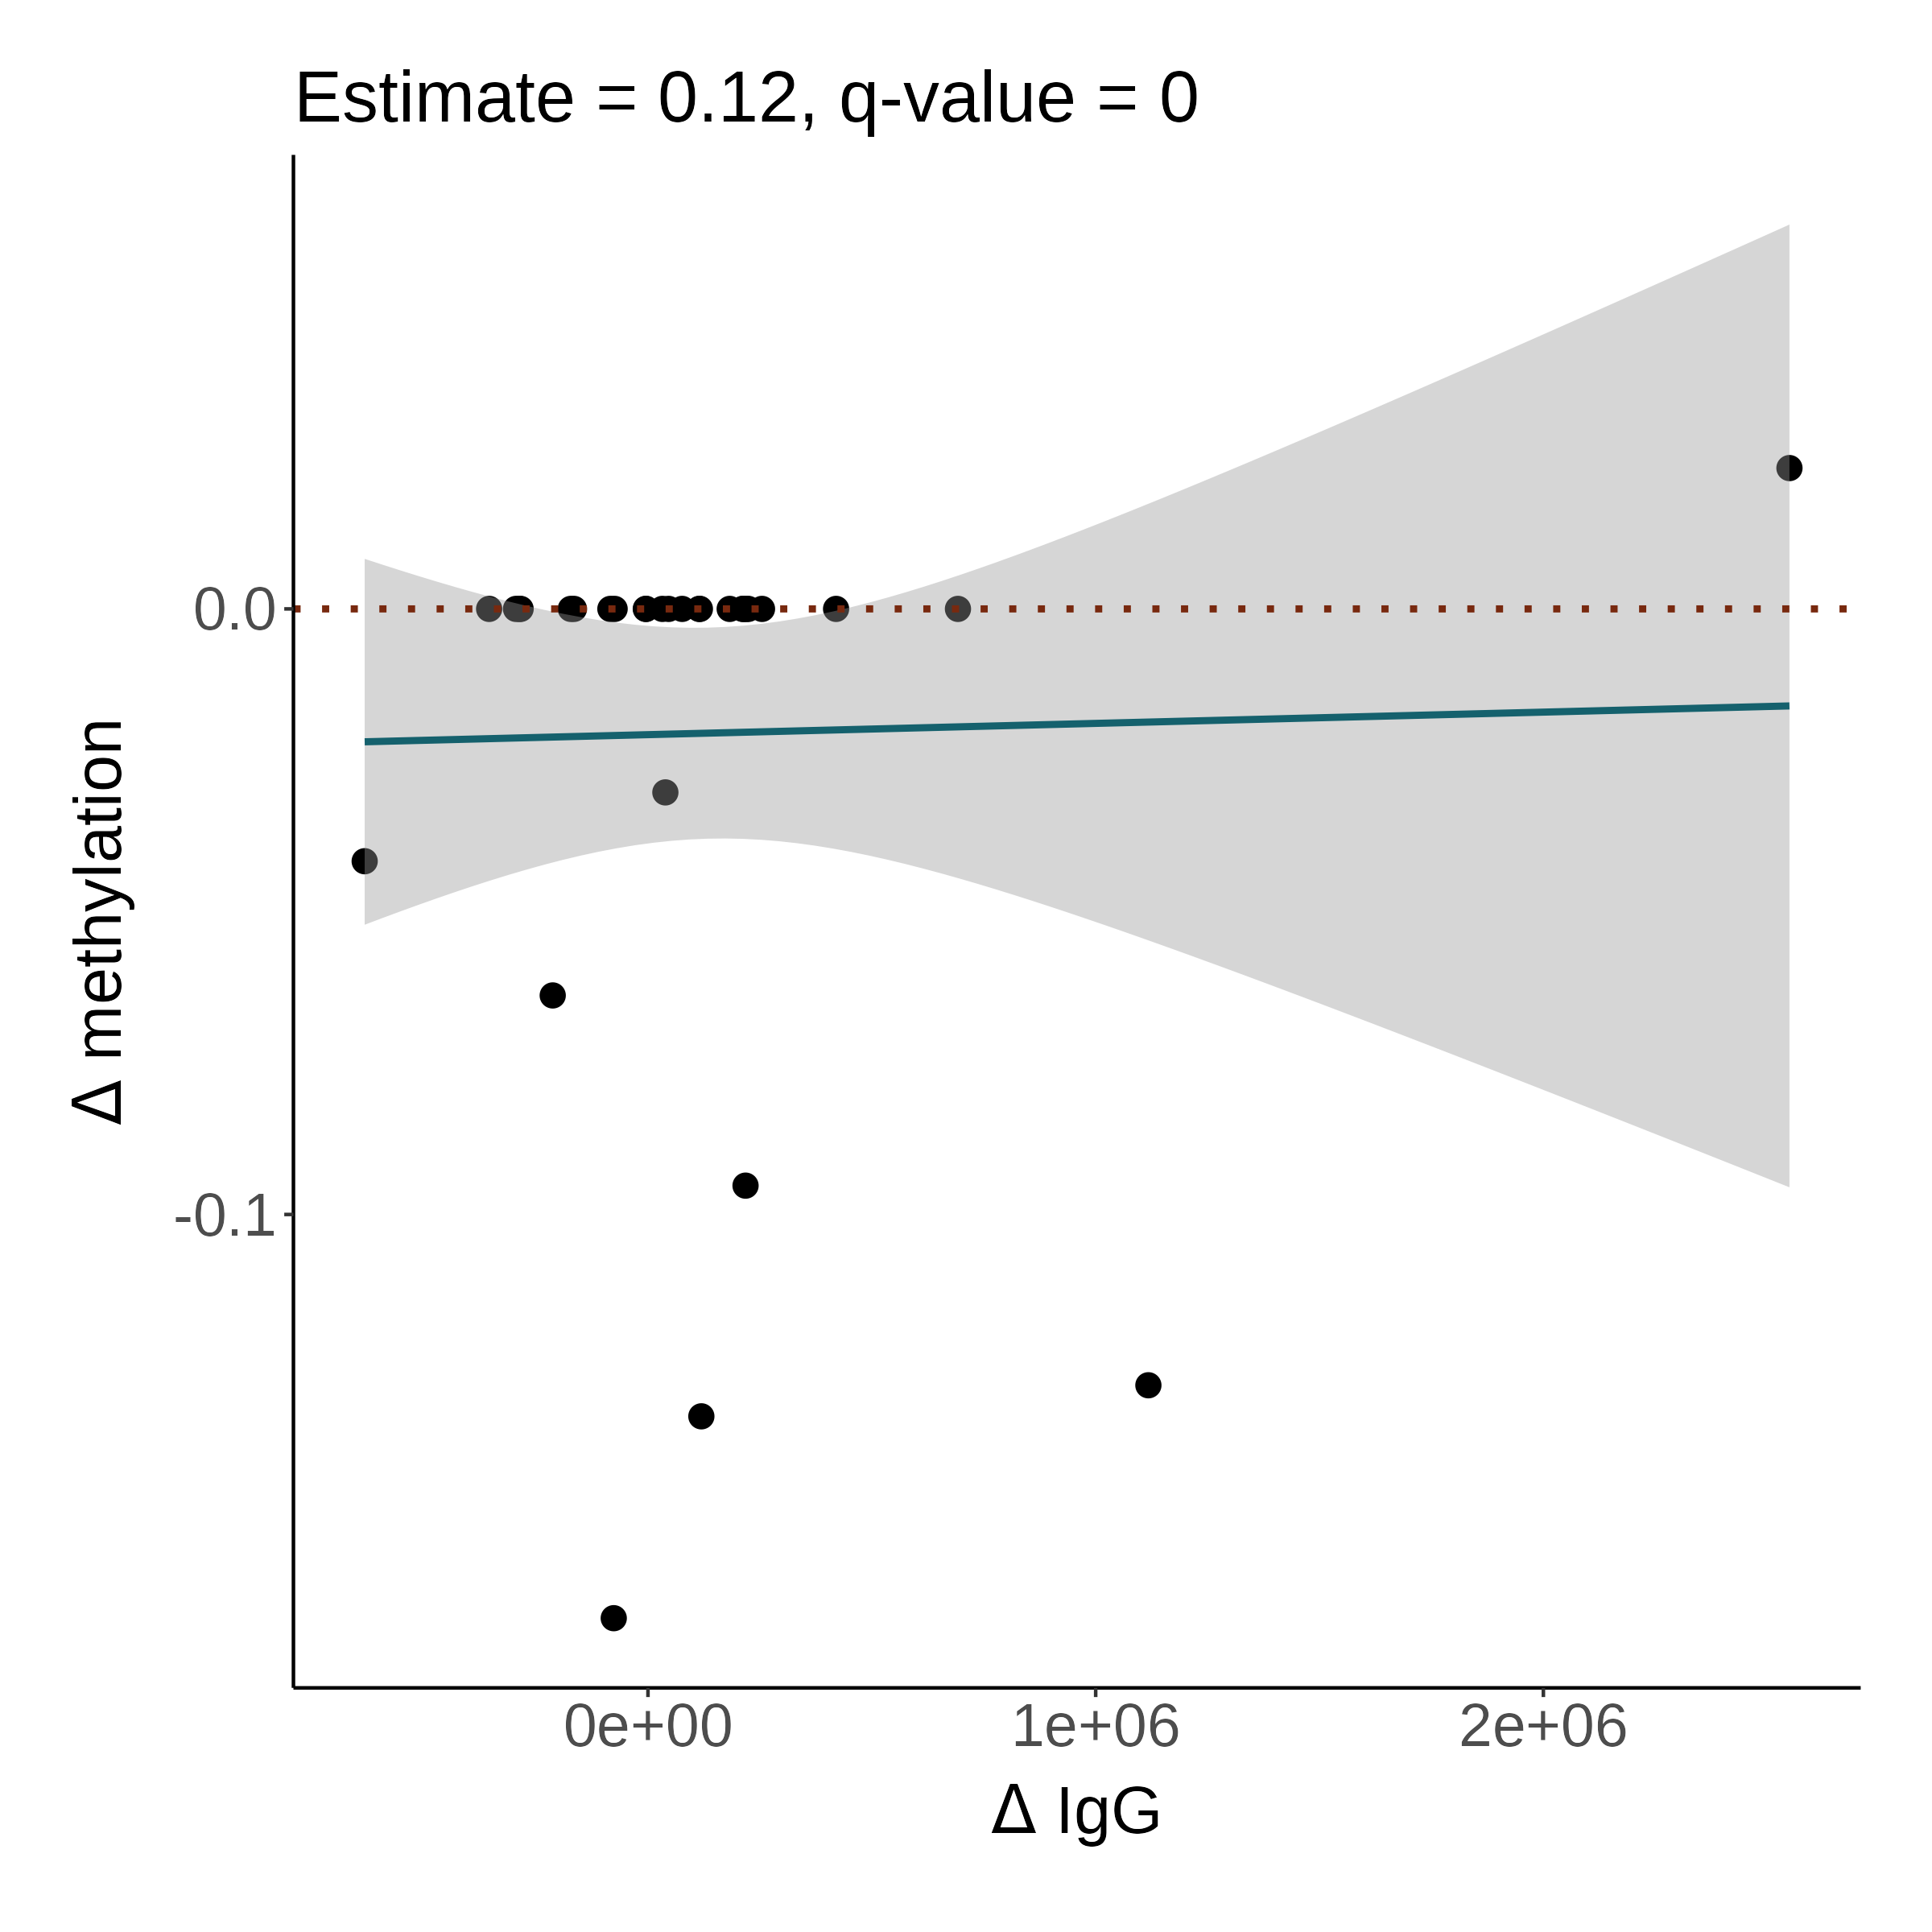 Estimate = 0.12, q-value = 0
Δ methylation
0.0
-0.1
0e+00
1e+06
2e+06
Δ IgG